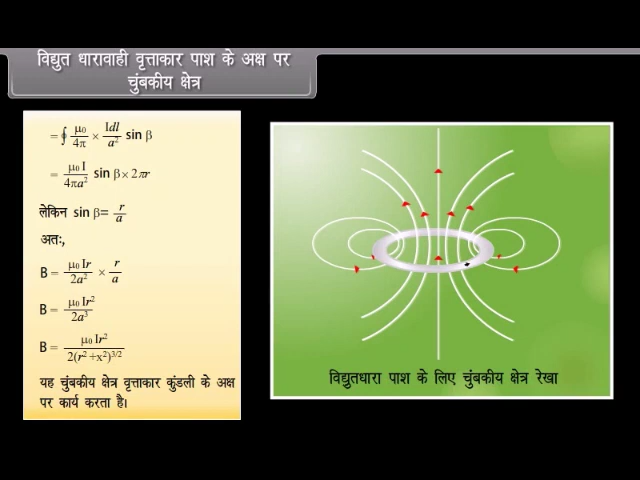 विद्युत धारावाही वृत्ताकार पाश के अक्ष पर
चुंबकीय क्षेत्र
= ∮ μ₀/4π × Idl/a² sin β
= μ₀I/4πa² sin β × 2πr
लेकिन sin β = r/a
अतः,
B = μ₀Ir/2a² × r/a
B = μ₀Ir²/2a³
B = μ₀Ir²/2(r²+x²)^3/2
यह चुंबकीय क्षेत्र वृत्ताकार कुंडली के अक्ष
पर कार्य करता है।
विद्युतधारा पाश के लिए चुंबकीय क्षेत्र रेखा